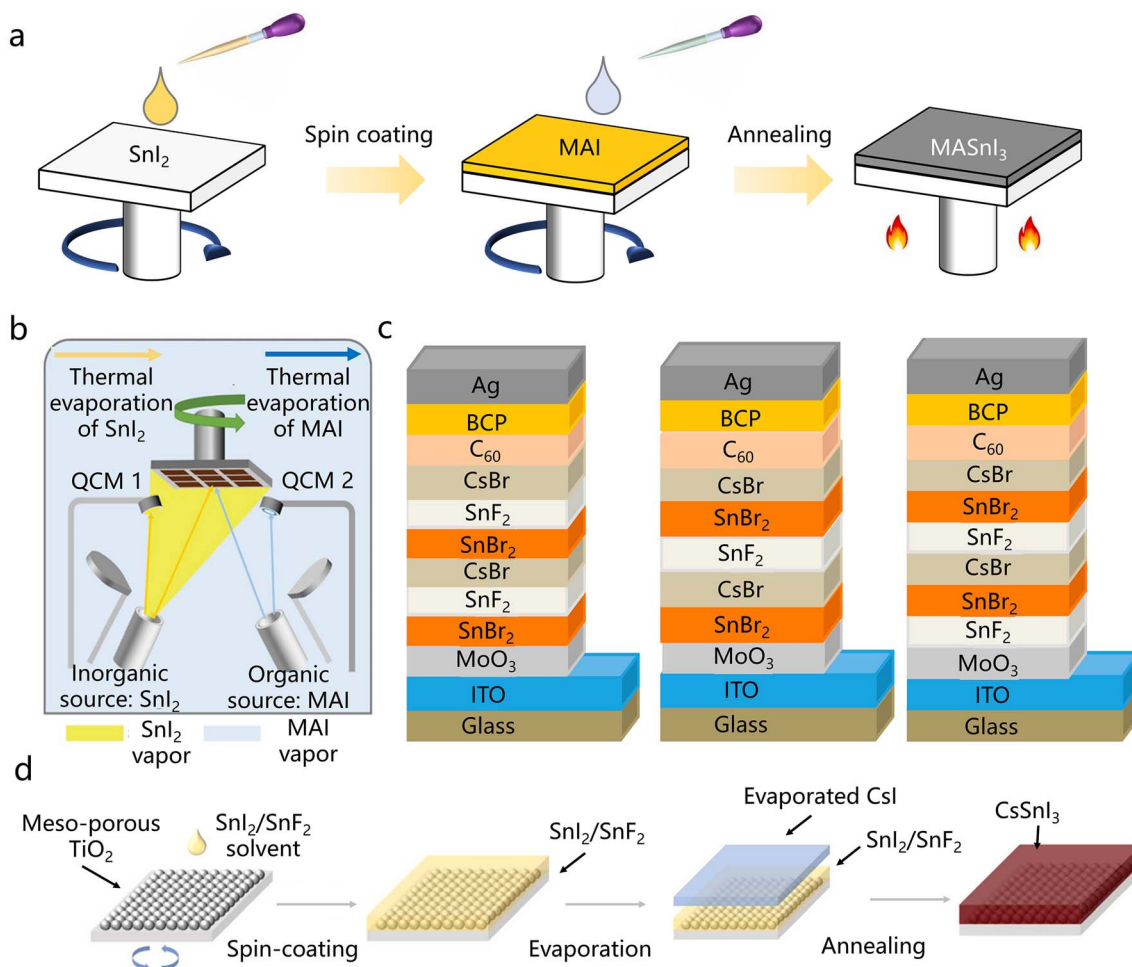 a
SnI₂
Spin coating
MAI
Annealing
MASnI₃
b
Thermal
evaporation
of SnI₂
Thermal
evaporation
of MAI
QCM 1
QCM 2
Inorganic
source: SnI₂
Organic
source: MAI
SnI₂
vapor
MAI
vapor
c
Ag
BCP
C₆₀
CsBr
SnF₂
SnBr₂
CsBr
SnF₂
SnBr₂
MoO₃
ITO
Glass
Ag
BCP
C₆₀
CsBr
SnBr₂
SnF₂
CsBr
SnBr₂
MoO₃
ITO
Glass
Ag
BCP
C₆₀
CsBr
SnBr₂
SnF₂
CsBr
SnBr₂
SnF₂
MoO₃
ITO
Glass
d
Meso-porous
TiO₂
SnI₂/SnF₂
solvent
Spin-coating
SnI₂/SnF₂
Evaporation
Evaporated CsI
SnI₂/SnF₂
Annealing
CsSnI₃